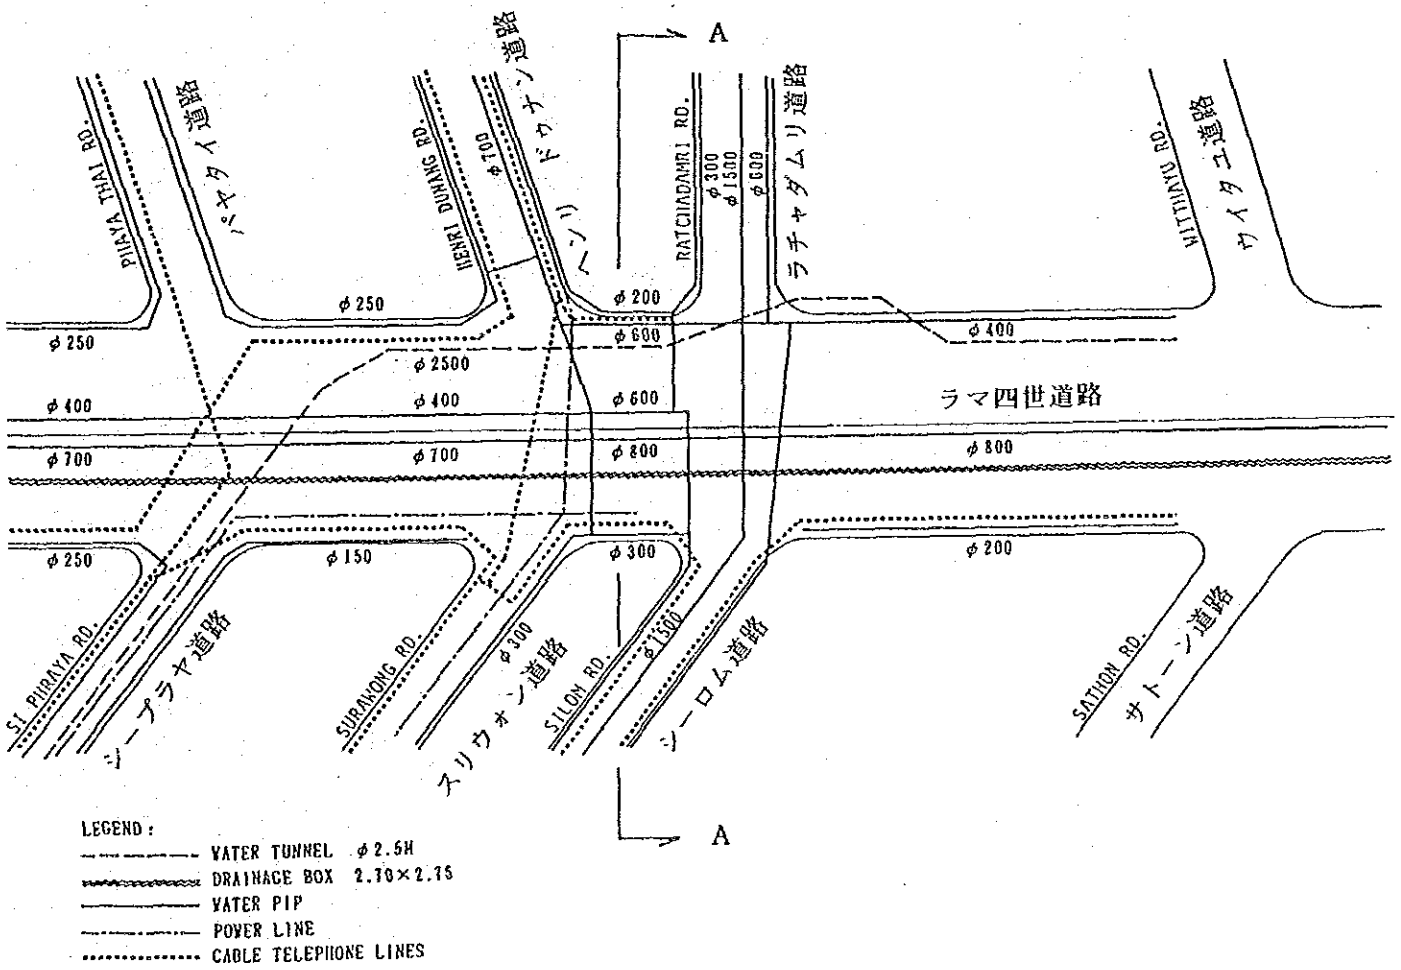 A
PHAYA THAI RD.
パヤタイ道路
HENRI DUNANG RD.
φ700
ヘンリ ドゥナン道路
RATCHADAMRI RD.
φ300
φ1500
φ600
ラチャダムリ道路
WITTHAYU RD.
ウイタユ道路
φ250
φ250
φ200
φ600
φ2500
φ400
φ400
φ400
φ600
ラマ四世道路
φ700
φ700
φ800
φ800
φ250
φ150
φ300
φ200
SI PHRAYA RD.
シープラヤ道路
SURAWONG RD.
φ300
スリウォン道路
SILOM RD.
φ1500
シーロム道路
SATHON RD.
サトーン道路
A
LEGEND :
WATER TUNNEL φ2.5M
DRAINAGE BOX 2.70×2.75
WATER PIP
POWER LINE
CABLE TELEPHONE LINES